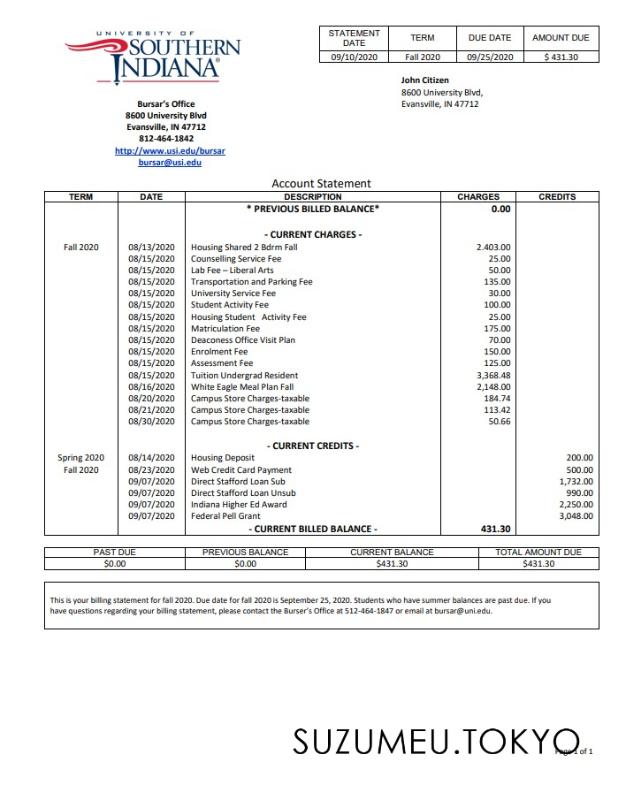 UNIVERSITY OF
SOUTHERN
INDIANA®
Bursar's Office
8600 University Blvd
Evansville, IN 47712
812-464-1842
http://www.usi.edu/bursar
bursar@usi.edu
STATEMENT DATE TERM DUE DATE AMOUNT DUE
09/10/2020 Fall 2020 09/25/2020 $ 431.30
John Citizen
8600 University Blvd,
Evansville, IN 47712
Account Statement
TERM DATE DESCRIPTION CHARGES CREDITS
* PREVIOUS BILLED BALANCE* 0.00
- CURRENT CHARGES -
Fall 2020 08/13/2020 Housing Shared 2 Bdrm Fall 2.403.00
08/15/2020 Counselling Service Fee 25.00
08/15/2020 Lab Fee – Liberal Arts 50.00
08/15/2020 Transportation and Parking Fee 135.00
08/15/2020 University Service Fee 30.00
08/15/2020 Student Activity Fee 100.00
08/15/2020 Housing Student Activity Fee 25.00
08/15/2020 Matriculation Fee 175.00
08/15/2020 Deaconess Office Visit Plan 70.00
08/15/2020 Enrolment Fee 150.00
08/15/2020 Assessment Fee 125.00
08/15/2020 Tuition Undergrad Resident 3,368.48
08/16/2020 White Eagle Meal Plan Fall 2,148.00
08/20/2020 Campus Store Charges-taxable 184.74
08/21/2020 Campus Store Charges-taxable 113.42
08/30/2020 Campus Store Charges-taxable 50.66
- CURRENT CREDITS -
Spring 2020 08/14/2020 Housing Deposit 200.00
Fall 2020 08/23/2020 Web Credit Card Payment 500.00
09/07/2020 Direct Stafford Loan Sub 1,732.00
09/07/2020 Direct Stafford Loan Unsub 990.00
09/07/2020 Indiana Higher Ed Award 2,250.00
09/07/2020 Federal Pell Grant 3,048.00
- CURRENT BILLED BALANCE - 431.30
PAST DUE PREVIOUS BALANCE CURRENT BALANCE TOTAL AMOUNT DUE
$0.00 $0.00 $431.30 $431.30
This is your billing statement for fall 2020. Due date for fall 2020 is September 25, 2020. Students who have summer balances are past due. If you
have questions regarding your billing statement, please contact the Burser's Office at 512-464-1847 or email at bursar@uni.edu.
SUZUMEU.TOKYO
Page 1 of 1